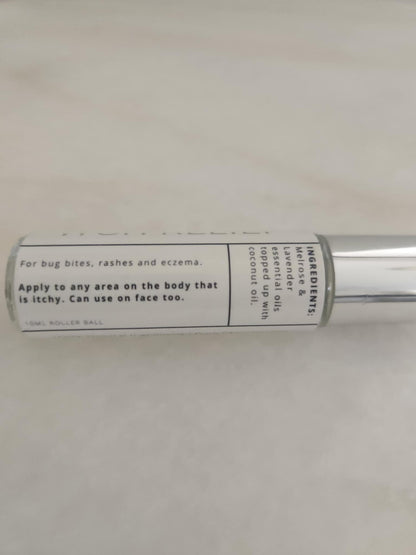 For bug bites, rashes and eczema.
Apply to any area on the body that
is itchy. Can use on face too.
10ML ROLLER BALL
INGREDIENTS:
Melrose &
Lavender
essential oils
topped up with
coconut oil.